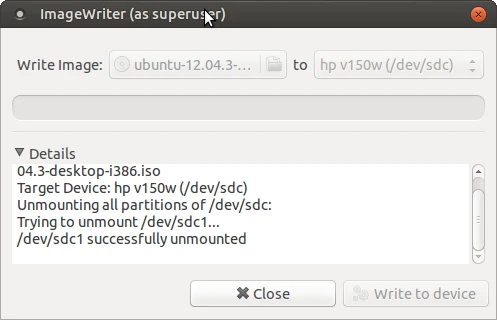 ImageWriter (as superuser)
Write Image: ubuntu-12.04.3-... to hp v150w (/dev/sdc)
Details
04.3-desktop-i386.iso
Target Device: hp v150w (/dev/sdc)
Unmounting all partitions of /dev/sdc:
Trying to unmount /dev/sdc1...
/dev/sdc1 successfully unmounted
Close Write to device